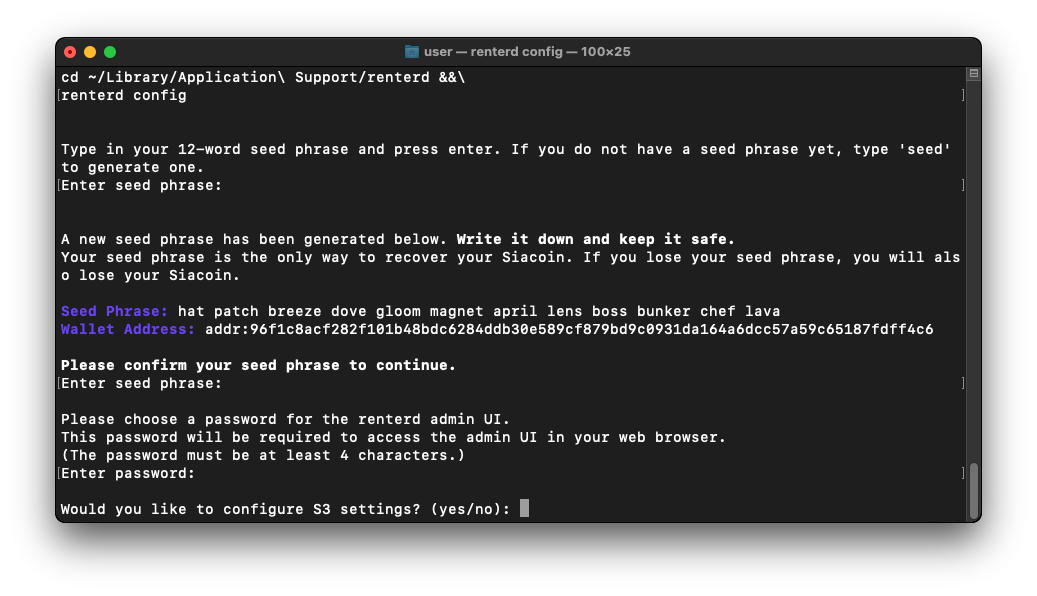 user — renterd config — 100×25
cd ~/Library/Application\ Support/renterd &&\
[renterd config ]
Type in your 12—word seed phrase and press enter. If you do not have a seed phrase yet, type 'seed'
to generate one.
[Enter seed phrase: ]
A new seed phrase has been generated below. Write it down and keep it safe.
Your seed phrase is the only way to recover your Siacoin. If you lose your seed phrase, you will als
o lose your Siacoin.
Seed Phrase: hat patch breeze dove gloom magnet april lens boss bunker chef lava
Wallet Address: addr:96f1c8acf282f101b48bdc6284ddb30e589cf879bd9c0931da164a6dcc57a59c65187fdff4c6
Please confirm your seed phrase to continue.
[Enter seed phrase: ]
Please choose a password for the renterd admin UI.
This password will be required to access the admin UI in your web browser.
(The password must be at least 4 characters.)
[Enter password: ]
Would you like to configure S3 settings? (yes/no):